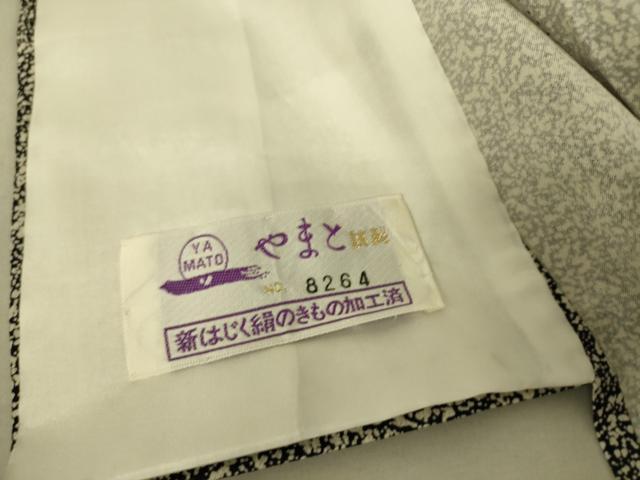 YA
MATO
やまと謹製
NO. 8264
新はじく絹のきもの加工済